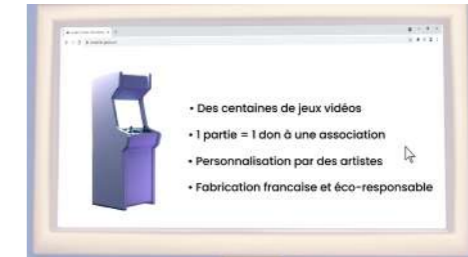 • Des centaines de jeux vidéos
• 1 partie = 1 don à une association
• Personnalisation par des artistes
• Fabrication francaise et éco-responsable